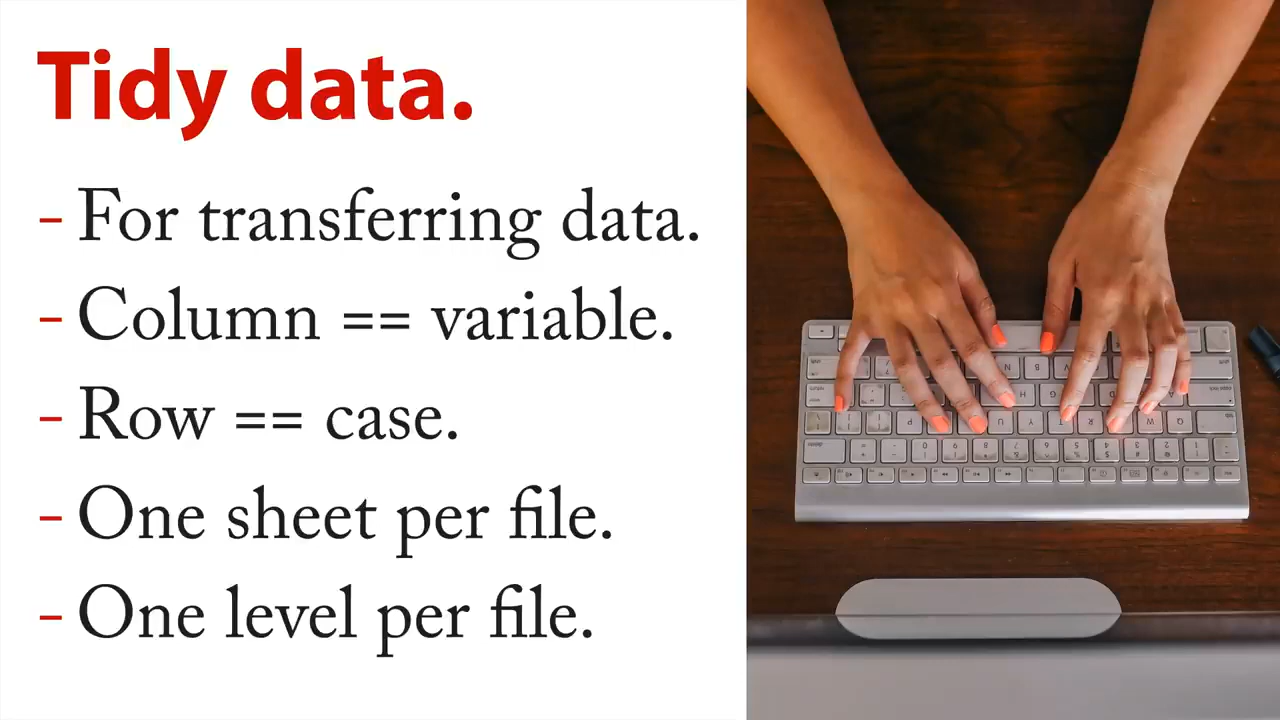 Tidy data.
- For transferring data.
- Column == variable.
- Row == case.
- One sheet per file.
- One level per file.